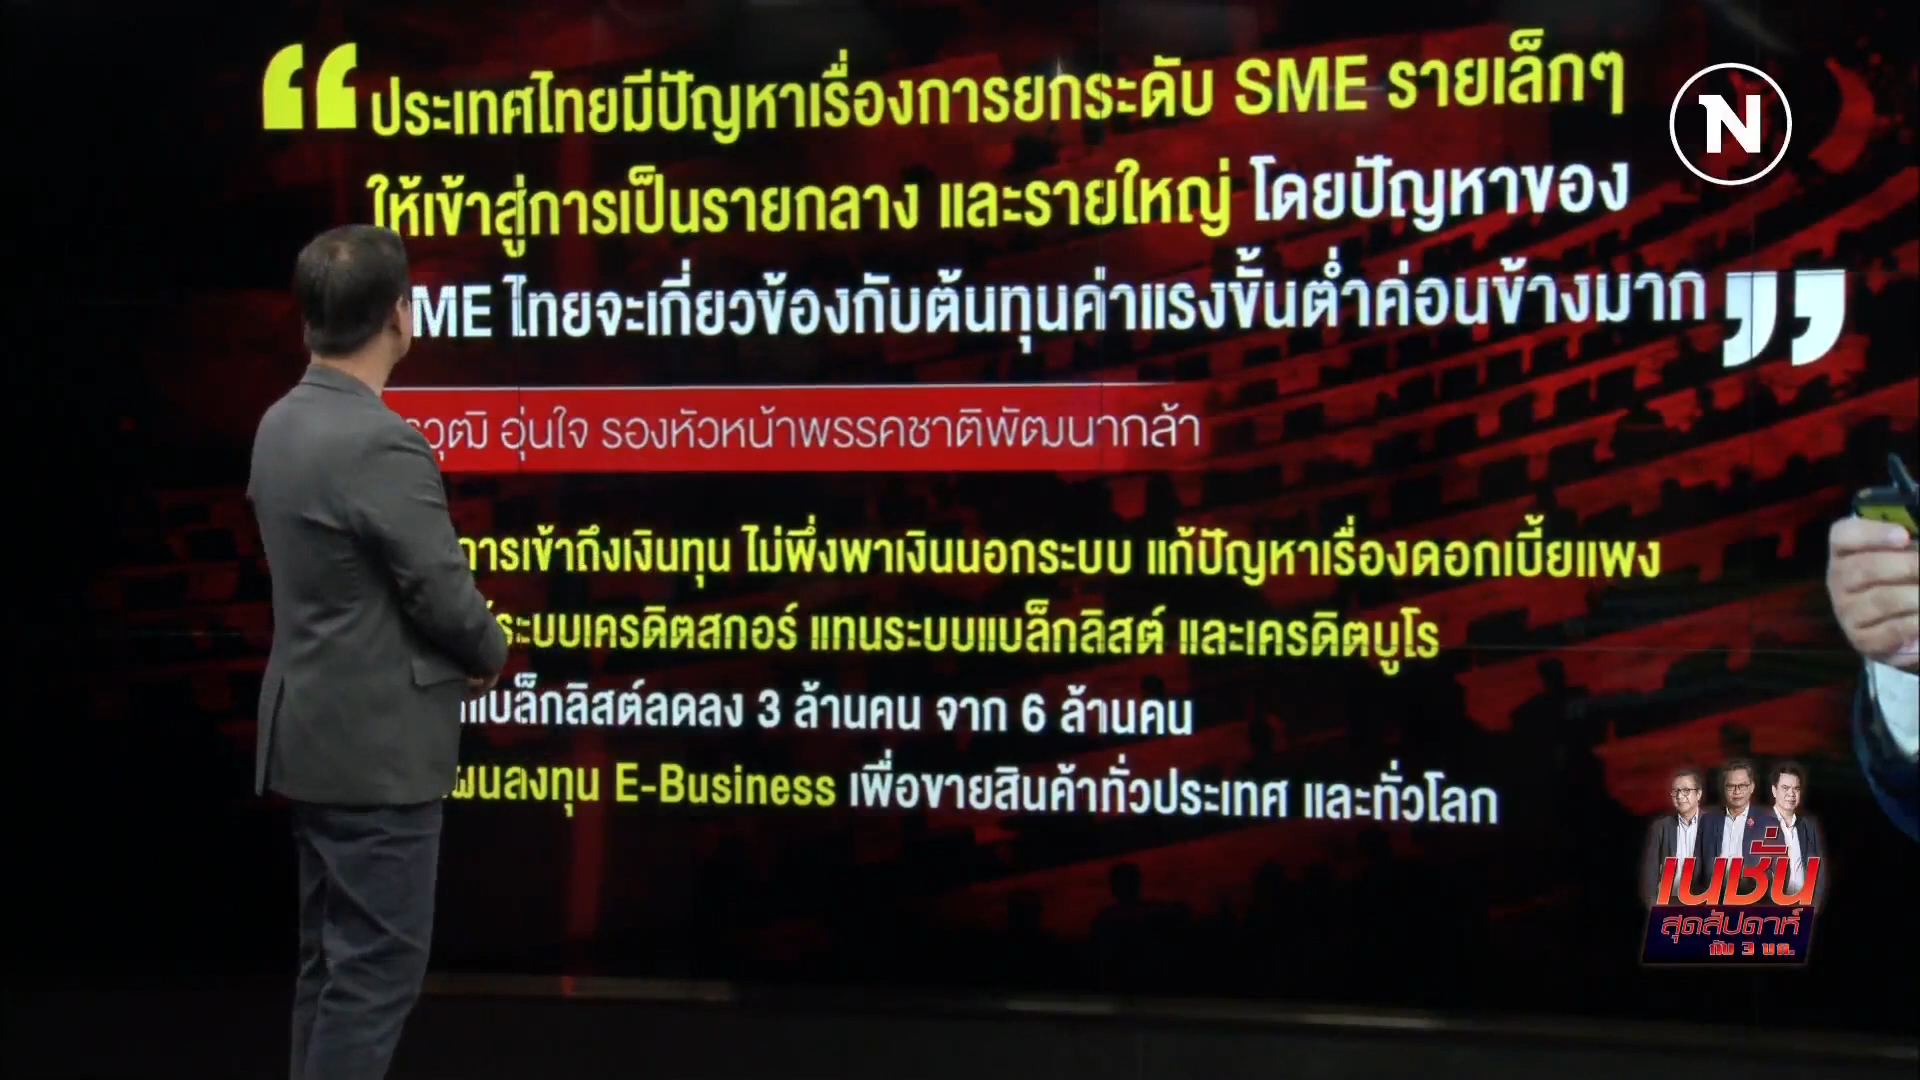 “ประเทศไทยมีปัญหาเรื่องการยกระดับ SME รายเล็กๆ
ให้เข้าสู่การเป็นรายกลาง และรายใหญ่ โดยปัญหาของ
ME ไทยจะเกี่ยวข้องกับต้นทุนค่าแรงขั้นต่ำค่อนข้างมาก”
N
อุ่นใจ รองหัวหน้าพรรคชาติพัฒนากล้า
การเข้าถึงเงินทุน ไม่พึ่งพาเงินนอกระบบ แก้ปัญหาเรื่องดอกเบี้ยแพง
ระบบเครดิตสกอร์ แทนระบบแบล็กลิสต์ และเครดิตบูโร
แบล็กลิสต์ลดลง 3 ล้านคน จาก 6 ล้านคน
แผนลงทุน E-Business เพื่อขายสินค้าทั่วประเทศ และทั่วโลก
เนชั่น
สุดสัปดาห์
กับ 3 บก.